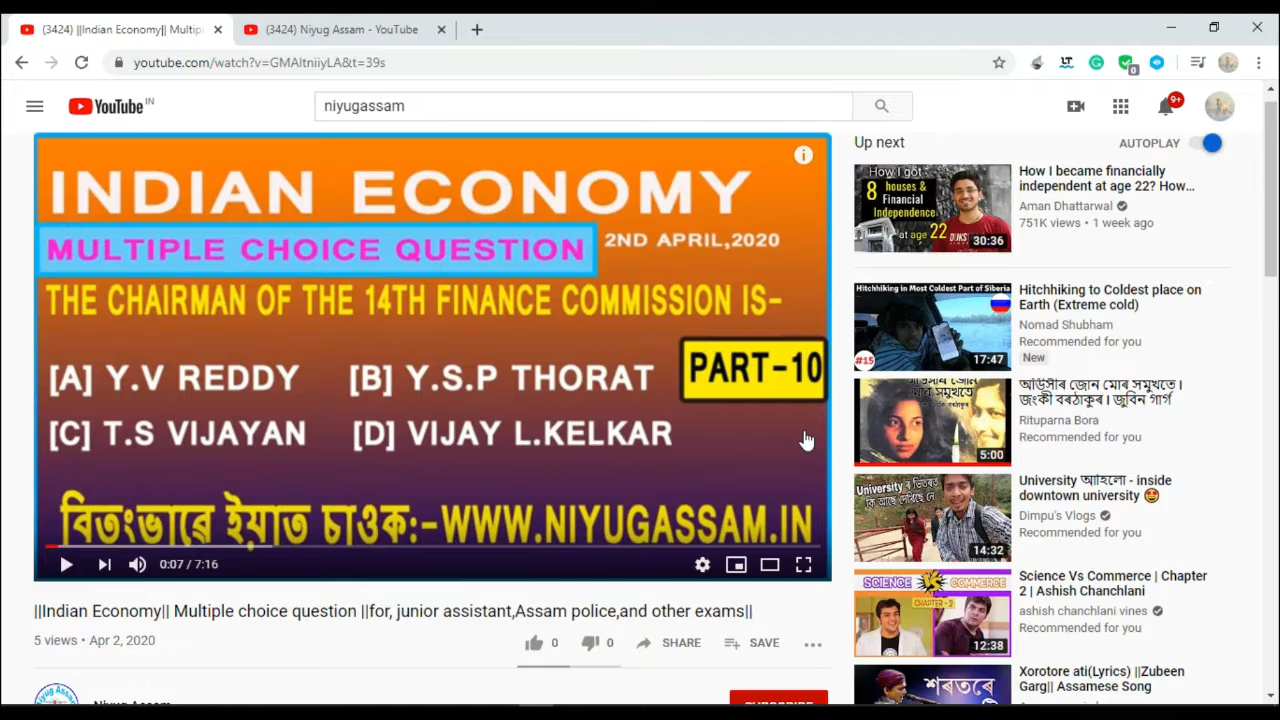 (3424) ||Indian Economy|| Multipl
(3424) Niyug Assam - YouTube
youtube.com/watch?v=GMAltniiyLA&t=39s
YouTube IN
niyugassam
9+
INDIAN ECONOMY
MULTIPLE CHOICE QUESTION
2ND APRIL,2020
THE CHAIRMAN OF THE 14TH FINANCE COMMISSION IS-
[A] Y.V REDDY [B] Y.S.P THORAT
PART-10
[C] T.S VIJAYAN [D] VIJAY L.KELKAR
বিতংভাৱে ইয়াত চাওক:-WWW.NIYUGASSAM.IN
0:07 / 7:16
||Indian Economy|| Multiple choice question ||for, junior assistant,Assam police,and other exams||
5 views • Apr 2, 2020
0
0
SHARE
SAVE
Niyug Assam
SUBSCRIBE
Up next
AUTOPLAY
How I got
8 houses &
Financial
Independence
at age 22
30:36
How I became financially
independent at age 22? How...
Aman Dhattarwal
751K views • 1 week ago
Hitchhiking in Most Coldest Part of Siberia
#15
17:47
Hitchhiking to Coldest place on
Earth (Extreme cold)
Nomad Shubham
Recommended for you
New
5:00
আউসীৰ জোন মোৰ সমুখতে।
জংকী বৰঠাকুৰ। জুবিন গাৰ্গ
Rituparna Bora
Recommended for you
University ৰ ভিতৰত
কি আছে দেখিছে নে
14:32
University আহিলো - inside
downtown university
Dimpu's Vlogs
Recommended for you
SCIENCE VS COMMERCE
CHAPTER - 2
12:38
Science Vs Commerce | Chapter
2 | Ashish Chanchlani
ashish chanchlani vines
Recommended for you
শৰতৰে
Xorotore ati(Lyrics) ||Zubeen
Garg|| Assamese Song